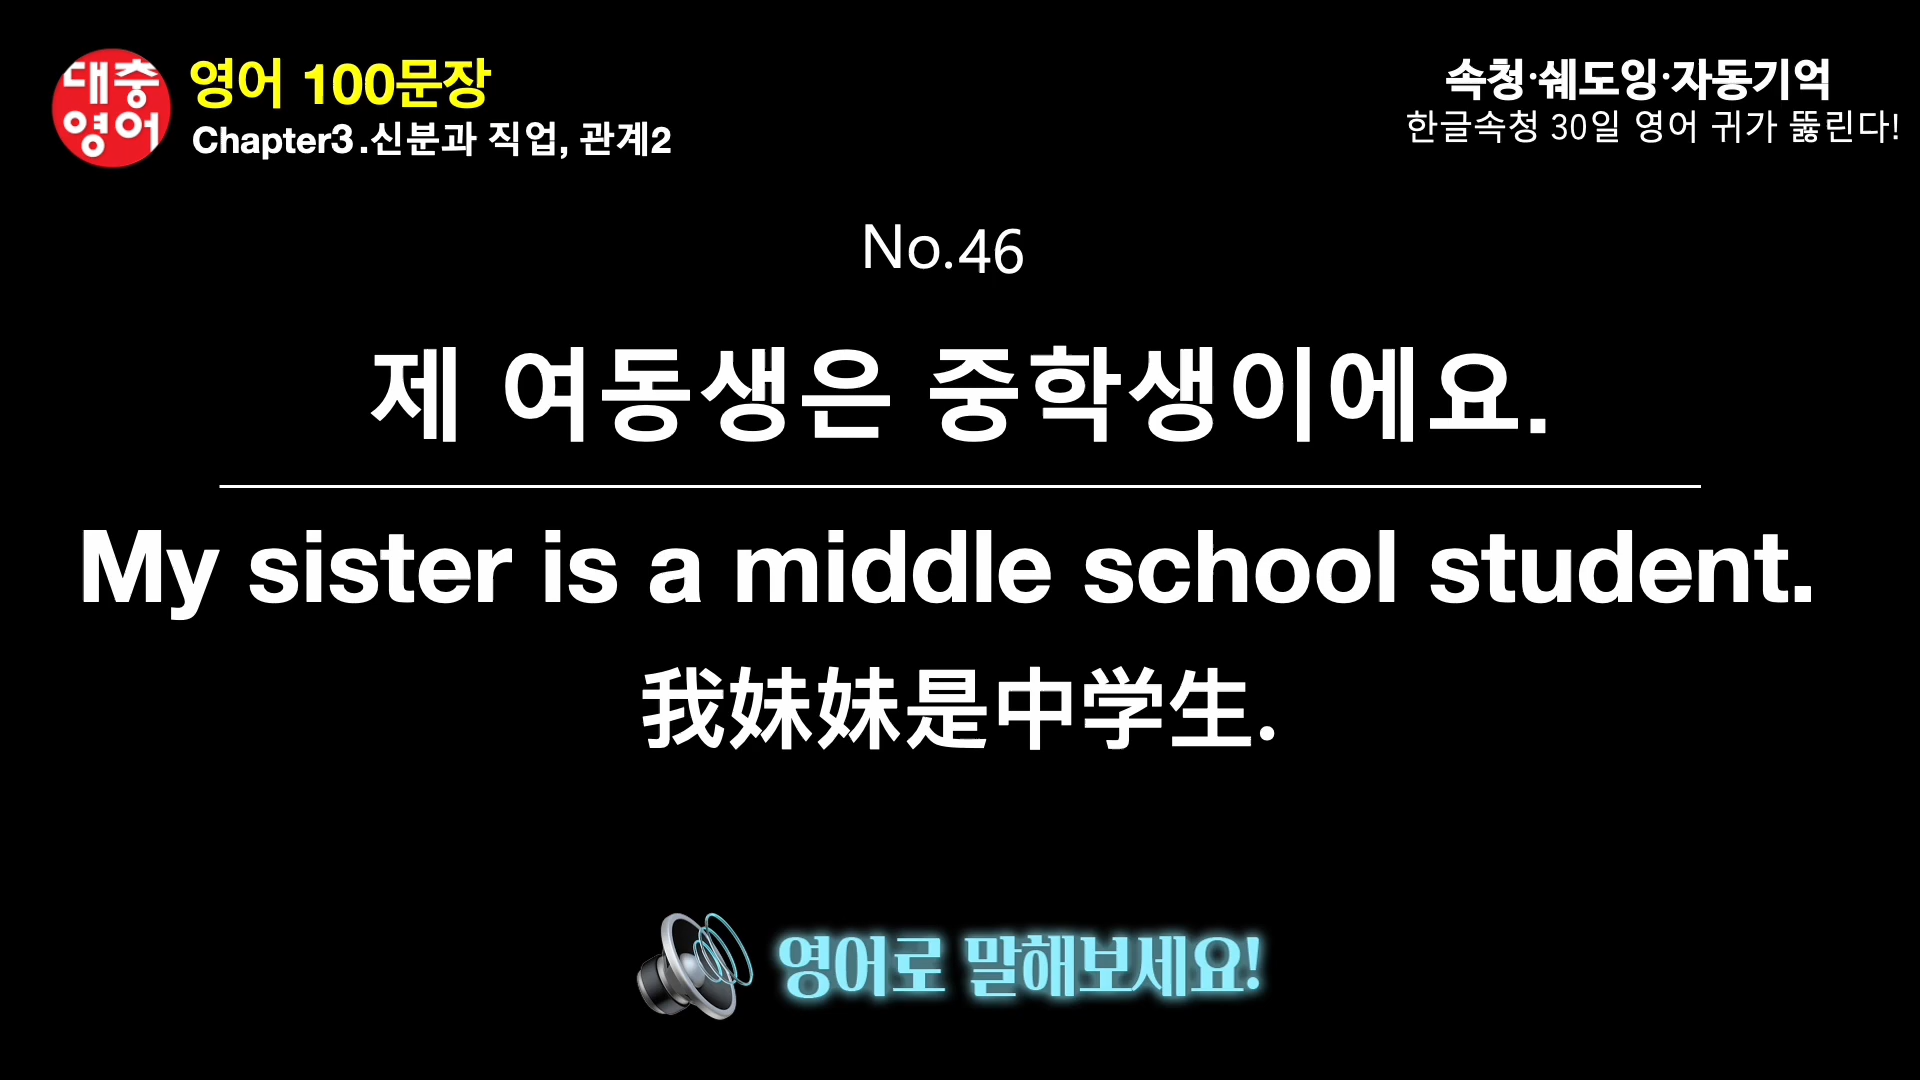 대충
영어
영어 100문장
Chapter3.신분과 직업, 관계2
속청·쉐도잉·자동기억
한글속청 30일 영어 귀가 뚫린다!
No.46
제 여동생은 중학생이에요.
My sister is a middle school student.
我妹妹是中学生.
영어로 말해보세요!